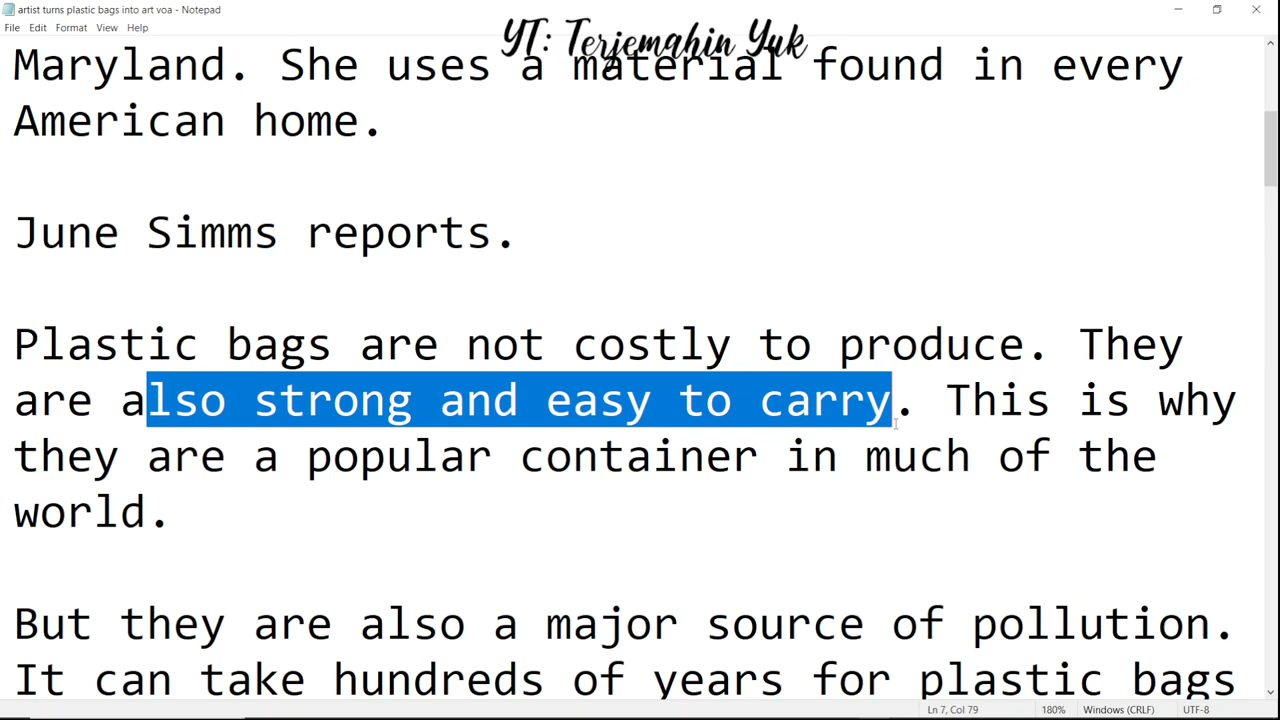 artist turns plastic bags into art voa - Notepad
File Edit Format View Help
YT: Terjemahin Yuk
Maryland. She uses a material found in every
American home.
June Simms reports.
Plastic bags are not costly to produce. They
are also strong and easy to carry. This is why
they are a popular container in much of the
world.
But they are also a major source of pollution.
It can take hundreds of years for plastic bags
Ln 7, Col 79 180% Windows (CRLF) UTF-8